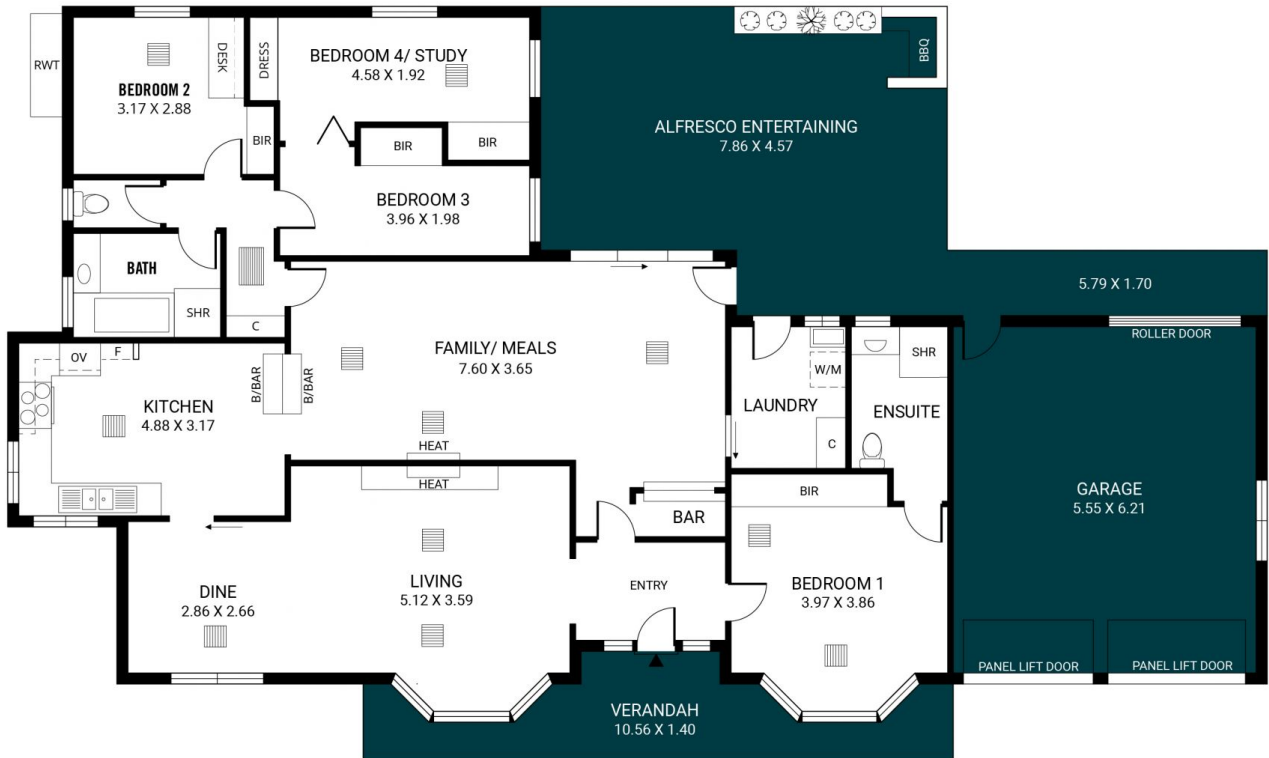 RWT
BEDROOM 2
3.17 X 2.88
DESK
BIR
DRESS
BEDROOM 4/ STUDY
4.58 X 1.92
BIR
BIR
BEDROOM 3
3.96 X 1.98
ALFRESCO ENTERTAINING
7.86 X 4.57
BBQ
5.79 X 1.70
BATH
SHR
C
OV
F
KITCHEN
4.88 X 3.17
B/BAR
B/BAR
FAMILY/ MEALS
7.60 X 3.65
HEAT
HEAT
LAUNDRY
W/M
C
ENSUITE
SHR
ROLLER DOOR
GARAGE
5.55 X 6.21
BAR
BIR
DINE
2.86 X 2.66
LIVING
5.12 X 3.59
ENTRY
BEDROOM 1
3.97 X 3.86
PANEL LIFT DOOR
PANEL LIFT DOOR
VERANDAH
10.56 X 1.40